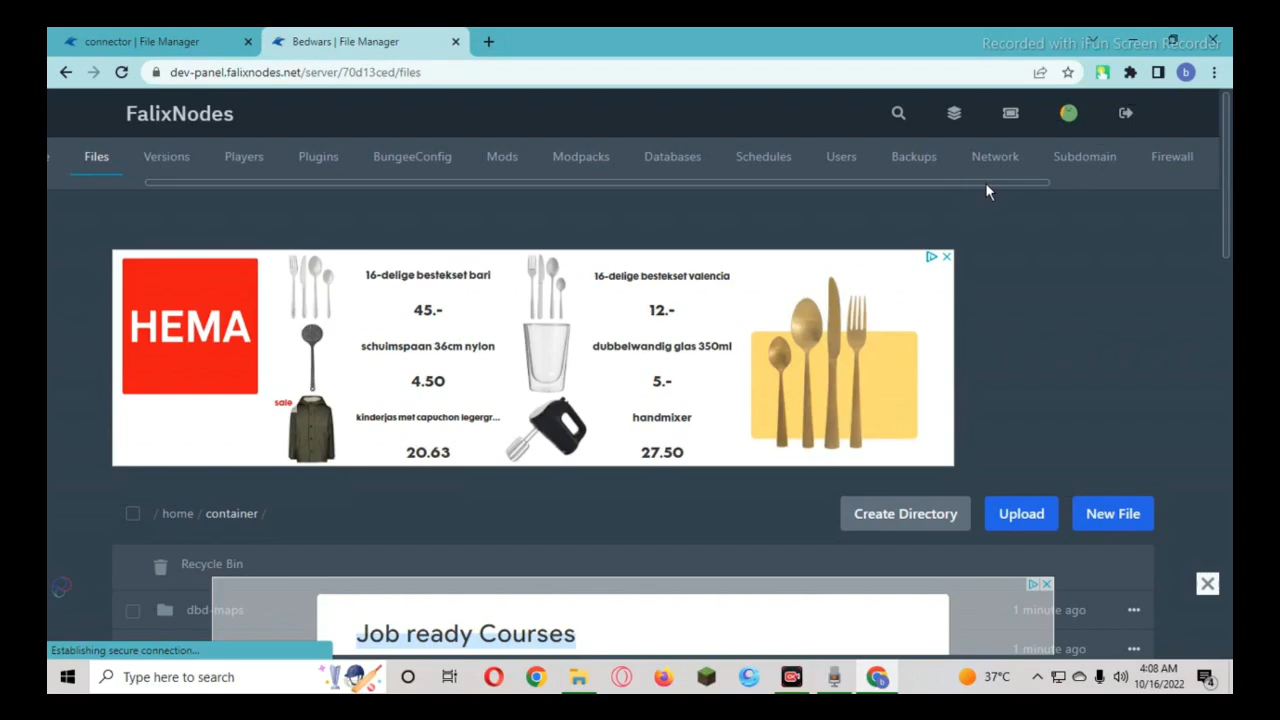 connector | File Manager
Bedwars | File Manager
Recorded with iFun Screen Recorder
dev-panel.falixnodes.net/server/70d13ced/files
b
FalixNodes
Files
Versions
Players
Plugins
BungeeConfig
Mods
Modpacks
Databases
Schedules
Users
Backups
Network
Subdomain
Firewall
HEMA
16-delige bestekset bari
45.-
16-delige bestekset valencia
12.-
schuimspaan 36cm nylon
4.50
dubbelwandig glas 350ml
5.-
sale
kinderjas met capuchon legergr...
20.63
handmixer
27.50
/ home / container /
Create Directory
Upload
New File
Recycle Bin
dbd-maps
1 minute ago
Job ready Courses
1 minute ago
Establishing secure connection...
Type here to search
37°C
4:08 AM
10/16/2022
4